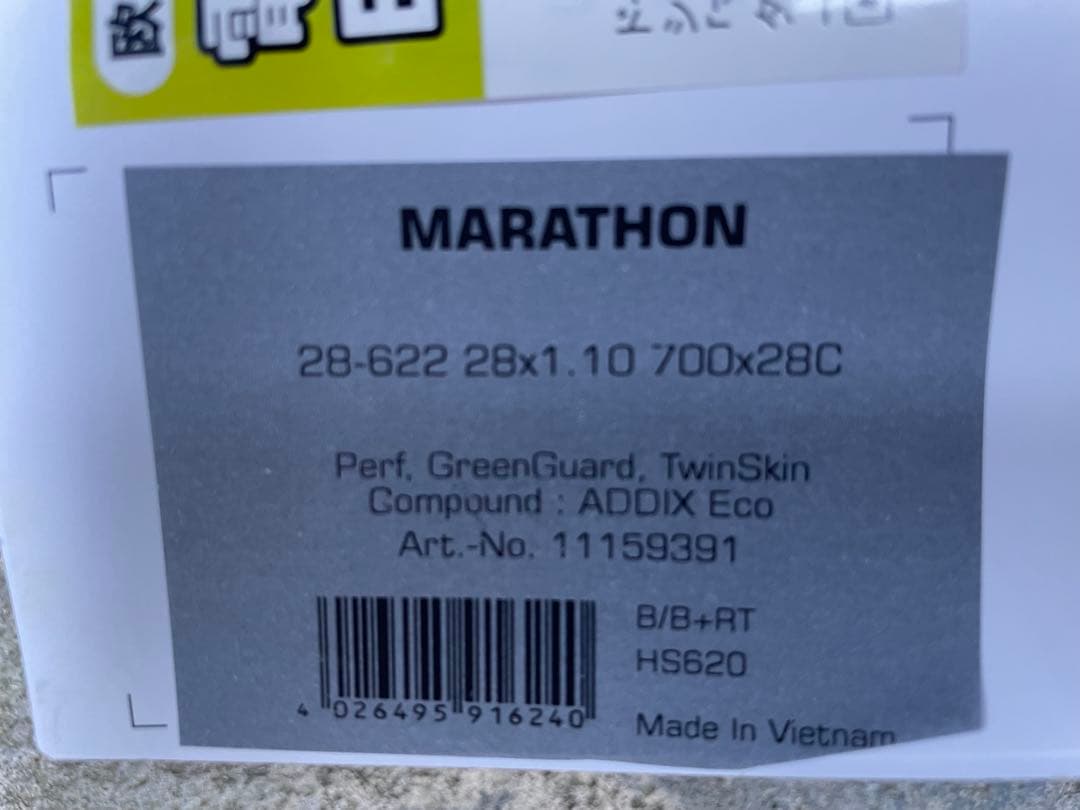 欧
MARATHON
28-622 28x1.10 700x28C
Perf, GreenGuard, TwinSkin
Compound : ADDIX Eco
Art.-No. 11159391
B/B+RT
HS620
4 026495 916240
Made In Vietnam